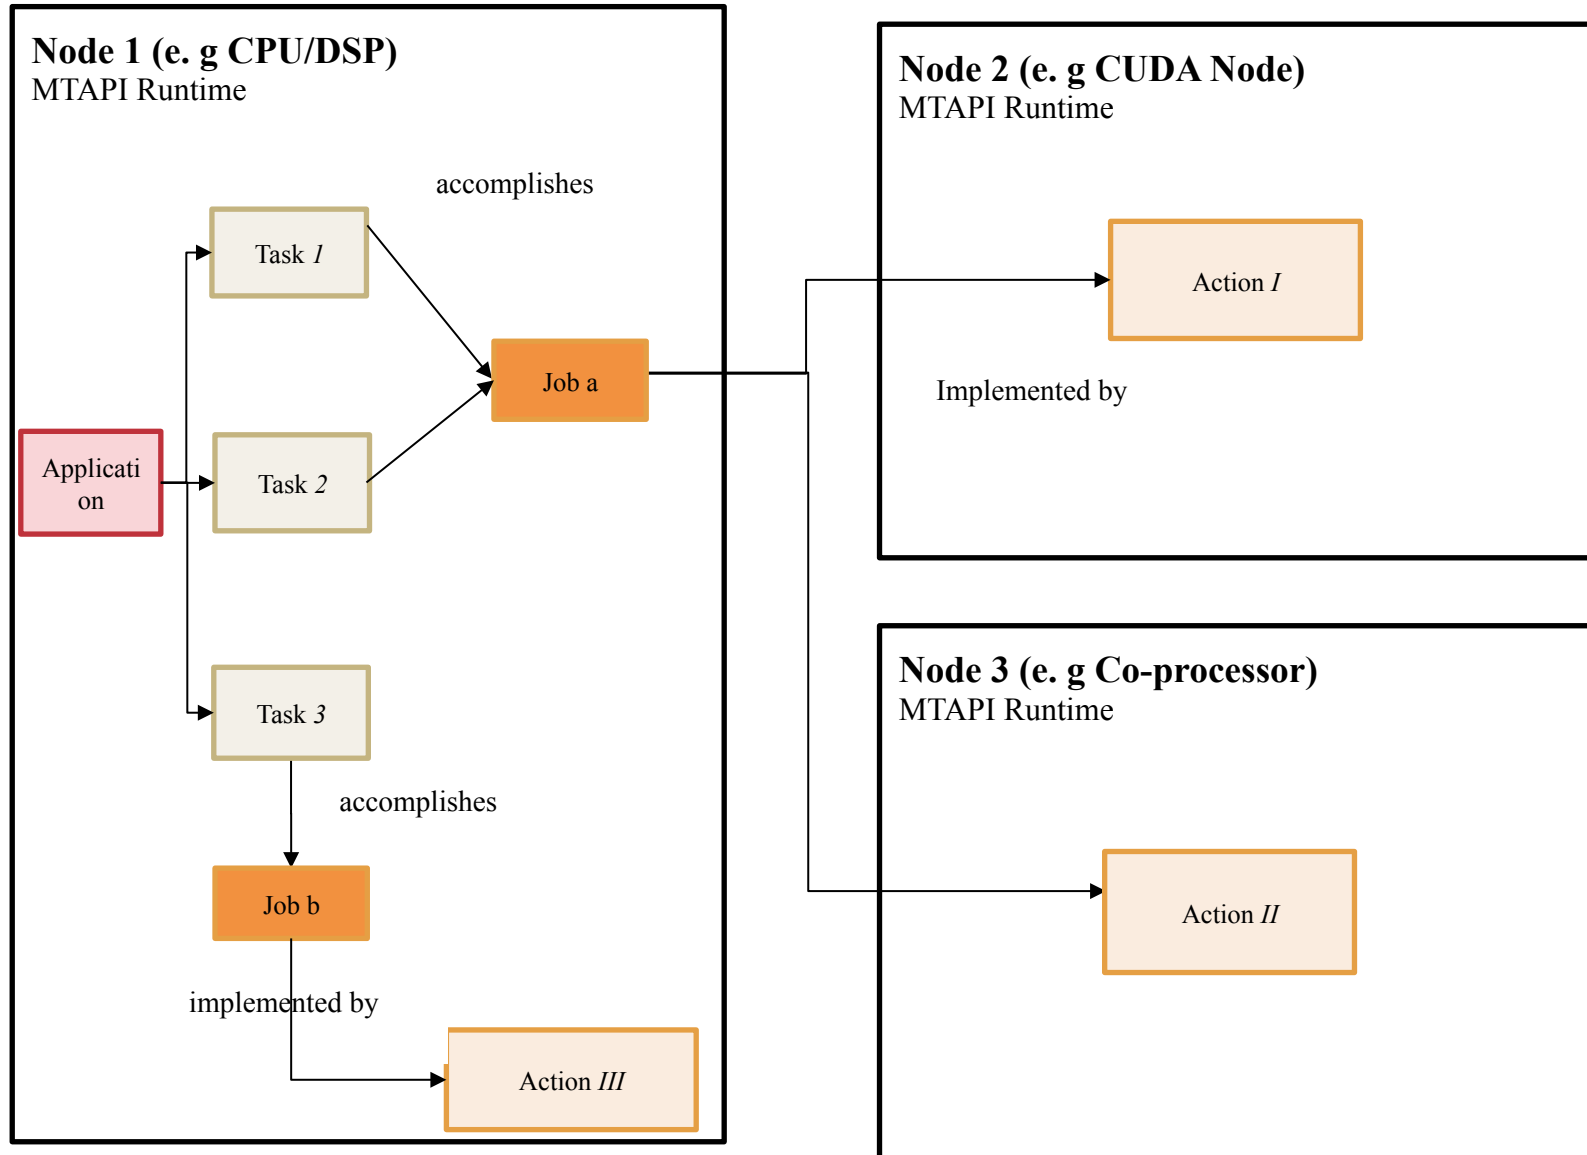 Node 1 (e. g CPU/DSP)
MTAPI Runtime
accomplishes
Task 1
Job a
Applicati
on
Task 2
Task 3
accomplishes
Job b
implemented by
Action III
Node 2 (e. g CUDA Node)
MTAPI Runtime
Action I
Implemented by
Node 3 (e. g Co-processor)
MTAPI Runtime
Action II